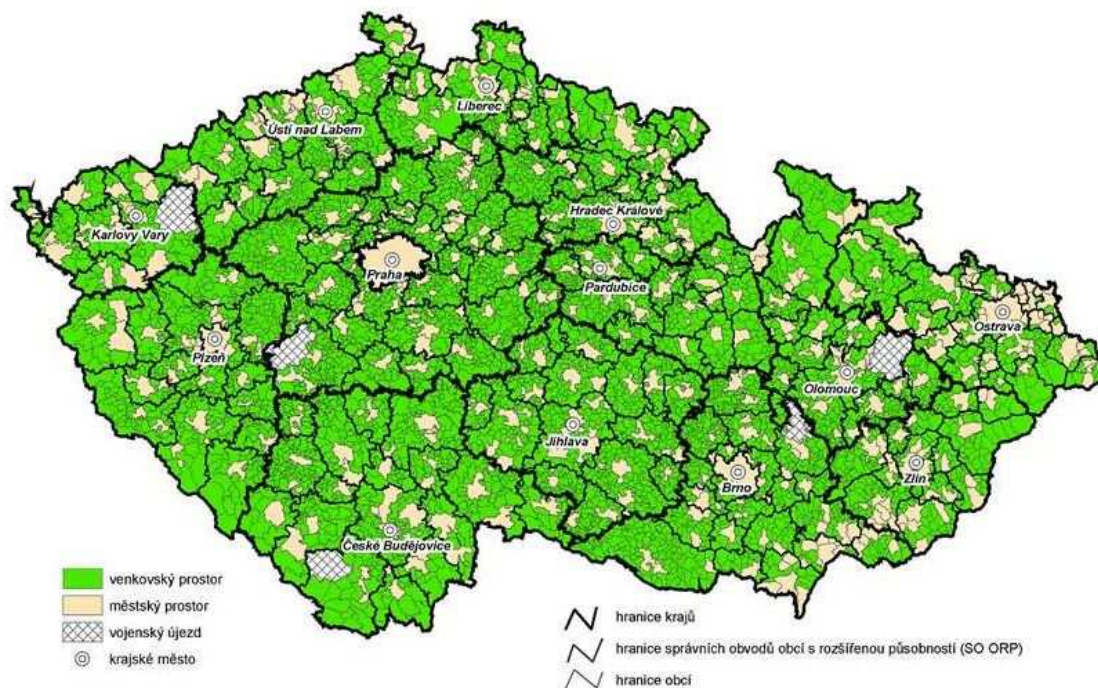 Liberec
Ústí nad Labem
Karlovy Vary
Hradec Králové
Praha
Pardubice
Plzeň
Ostrava
Olomouc
Jihlava
Brno
Zlín
České Budějovice
venkovský prostor
městský prostor
vojenský újezd
krajské město
hranice krajů
hranice správních obvodů obcí s rozšířenou působností (SO ORP)
hranice obcí